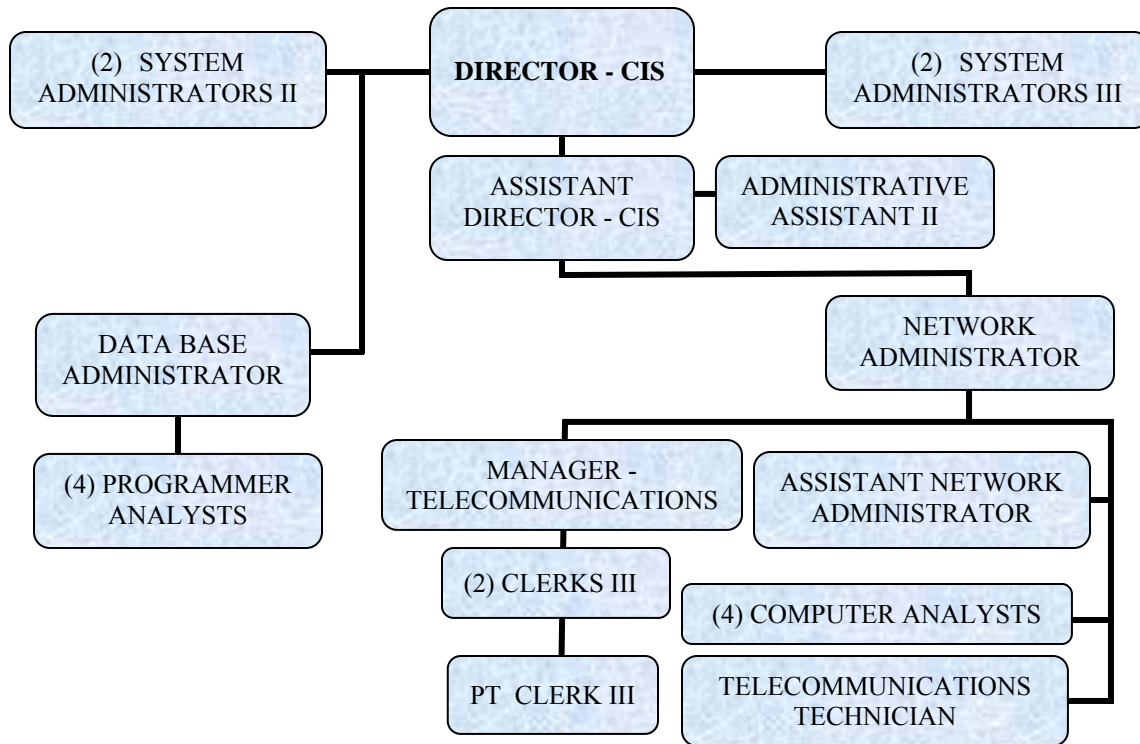 (2) SYSTEM
ADMINISTRATORS II
DIRECTOR - CIS
(2) SYSTEM
ADMINISTRATORS III
ASSISTANT
DIRECTOR - CIS
ADMINISTRATIVE
ASSISTANT II
DATA BASE
ADMINISTRATOR
NETWORK
ADMINISTRATOR
(4) PROGRAMMER
ANALYSTS
MANAGER -
TELECOMMUNICATIONS
ASSISTANT NETWORK
ADMINISTRATOR
(2) CLERKS III
(4) COMPUTER ANALYSTS
PT CLERK III
TELECOMMUNICATIONS
TECHNICIAN